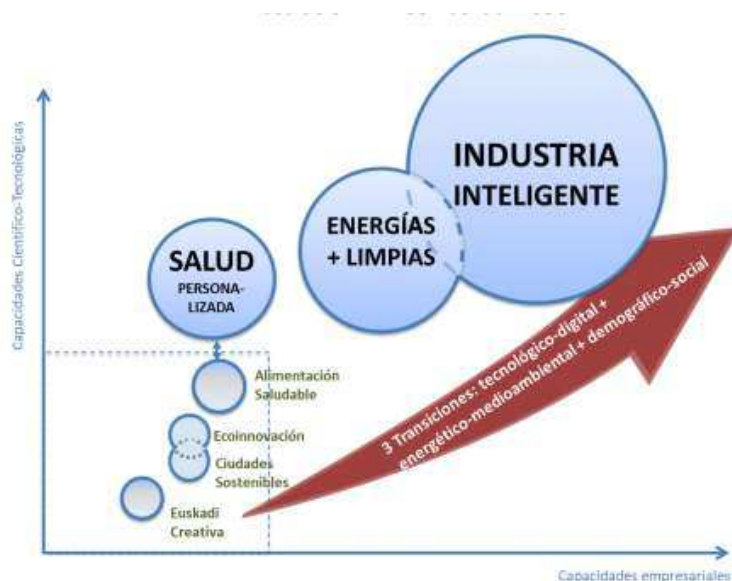 Capacidades Científico-Tecnológicas
INDUSTRIA
INTELIGENTE
ENERGÍAS
+ LIMPIAS
SALUD
PERSONA-
LIZADA
Alimentación
Saludable
Ecoinnovación
Ciudades
Sostenibles
Euskadi
Creativa
3 Transiciones: tecnológico-digital +
energético-medioambiental + demográfico-social
Capacidades empresariales